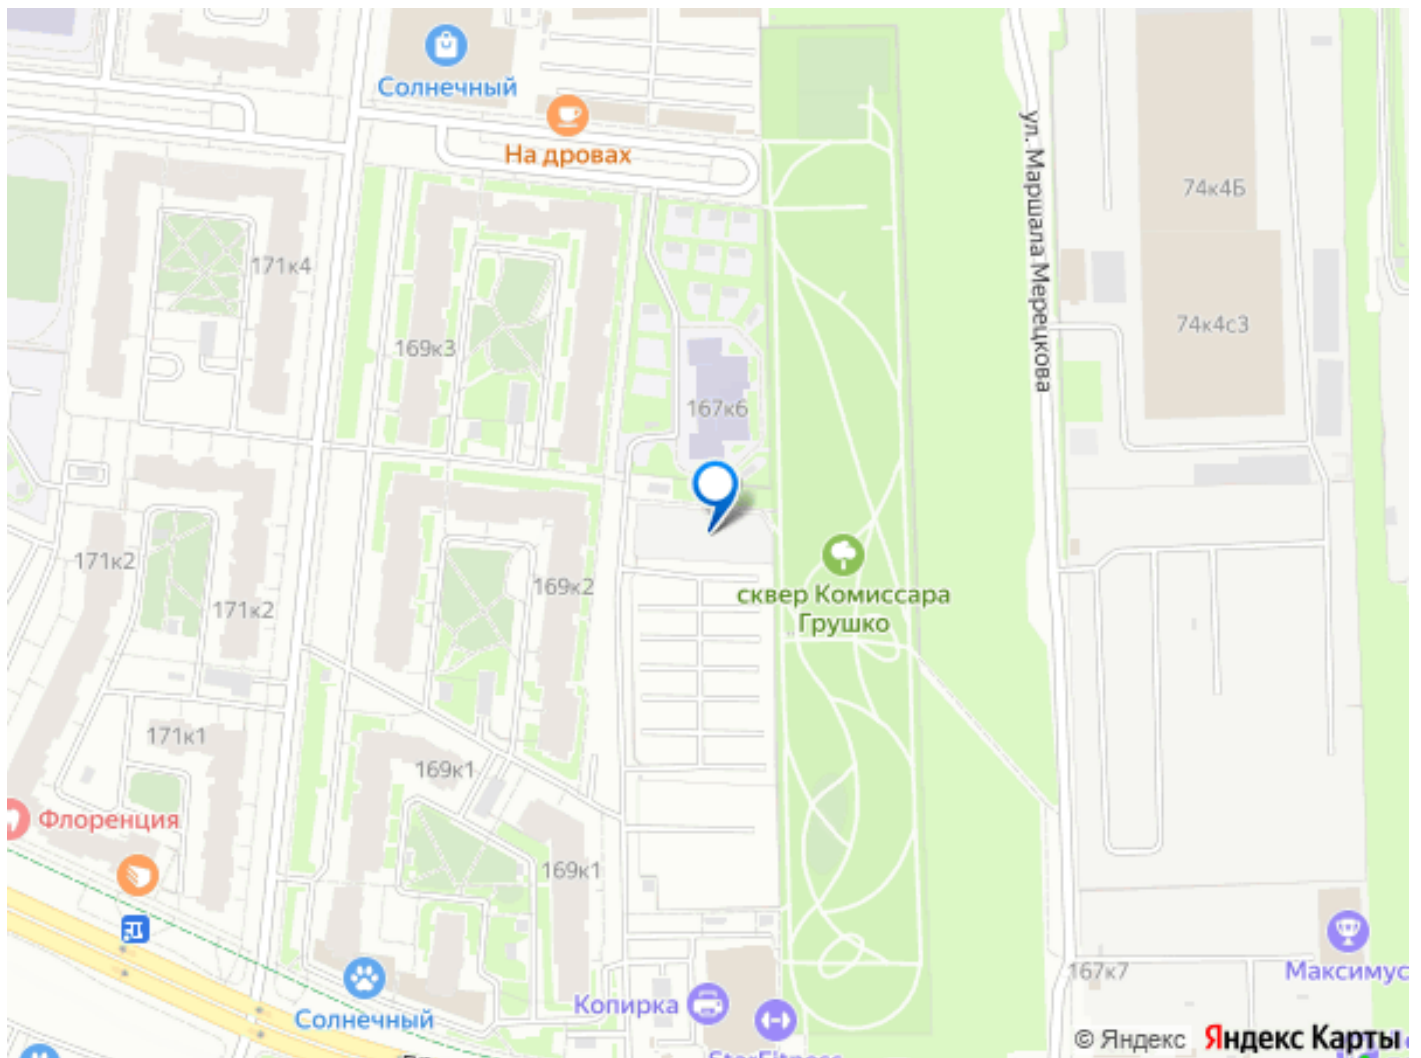 Солнечный
На дровах
ул. Маршала Мерецкова
74к4Б
171к4
74к4с3
169к3
167к6
171к2
169к2
171к2
сквер Комиссара
Грушко
171к1
169к1
Флоренция
169к1
167к7
Максимус
Копирка
Солнечный
StarFitness
© Яндекс
Яндекс Карты